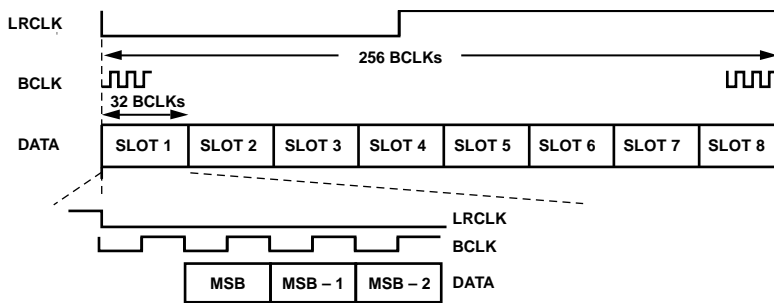 LRCLK
256 BCLKs
BCLK
32 BCLKs
DATA SLOT 1 SLOT 2 SLOT 3 SLOT 4 SLOT 5 SLOT 6 SLOT 7 SLOT 8
LRCLK
BCLK
MSB MSB – 1 MSB – 2 DATA